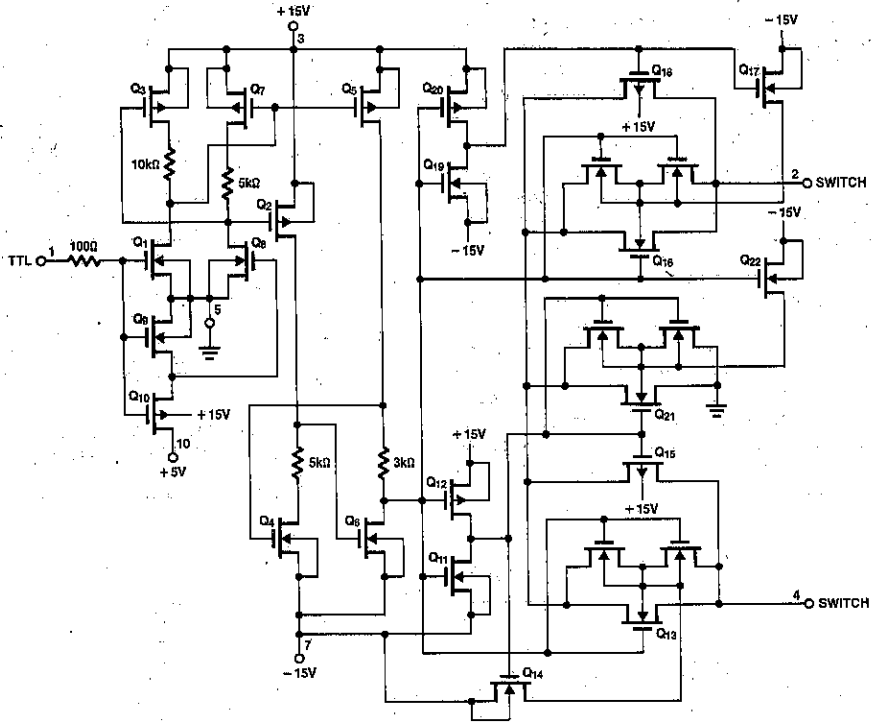 +15V
3
-15V
Q3
Q7
Q5
Q20
Q18
Q17
+15V
10kΩ
5kΩ
Q19
2
SWITCH
Q2
-15V
-15V
TTL
1
100Ω
Q1
Q8
Q16
Q22
5
Q9
Q10
+15V
Q21
10
+5V
+15V
Q15
5kΩ
3kΩ
Q12
+15V
Q4
Q6
Q11
4
SWITCH
Q13
7
-15V
Q14